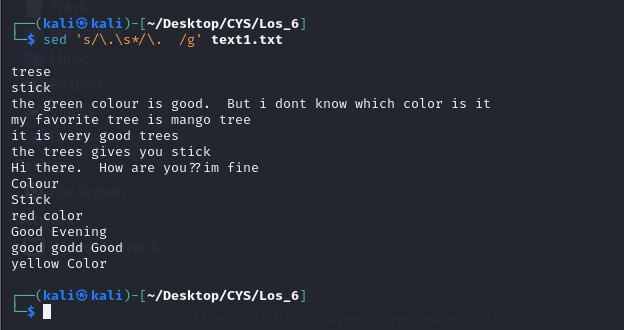 ┌──(kali㉿kali)-[~/Desktop/CYS/Los_6]
└─$ sed 's/\.\s*/\.  /g' text1.txt
trese
stick
the green colour is good.  But i dont know which color is it
my favorite tree is mango tree
it is very good trees
the trees gives you stick
Hi there.  How are you??im fine
Colour
Stick
red color
Good Evening
good godd Good
yellow Color
┌──(kali㉿kali)-[~/Desktop/CYS/Los_6]
└─$